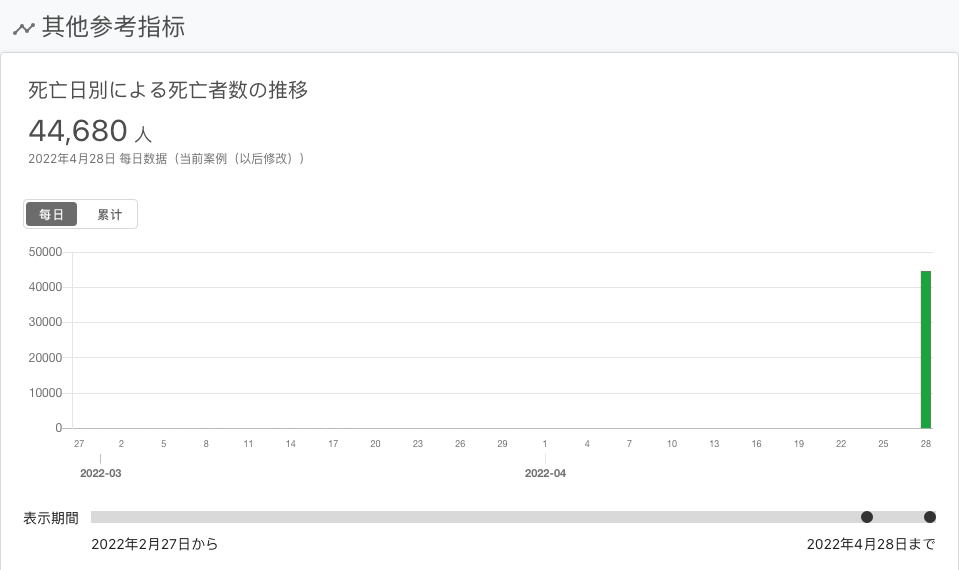 其他参考指标
死亡日別による死亡者数の推移
44,680 人
2022年4月28日 每日数据（当前案例（以后修改））
每日 累计
50000
40000
30000
20000
10000
0
27 2 5 8 11 14 17 20 23 26 29 1 4 7 10 13 16 19 22 25 28
2022-03 2022-04
表示期間
2022年2月27日から 2022年4月28日まで